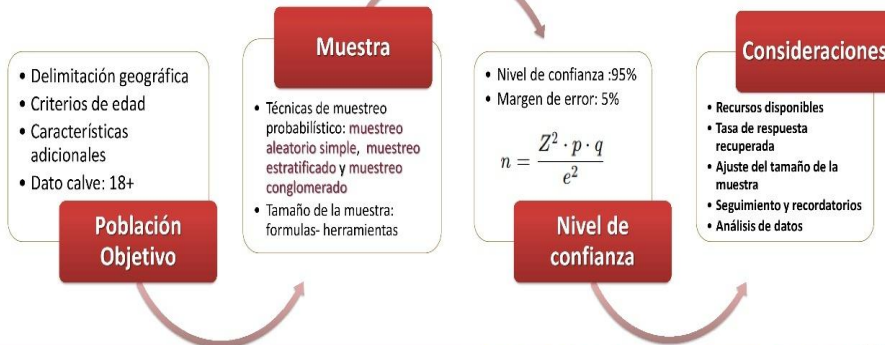 • Delimitación geográfica
• Criterios de edad
• Características
adicionales
• Dato calve: 18+
Población
Objetivo
Muestra
• Técnicas de muestreo
probabilístico: muestreo
aleatorio simple, muestreo
estratificado y muestreo
conglomerado
• Tamaño de la muestra:
formulas- herramientas
• Nivel de confianza :95%
• Margen de error: 5%
n = Z² · p · q / e²
Nivel de
confianza
Consideraciones
• Recursos disponibles
• Tasa de respuesta
recuperada
• Ajuste del tamaño de la
muestra
• Seguimiento y recordatorios
• Análisis de datos